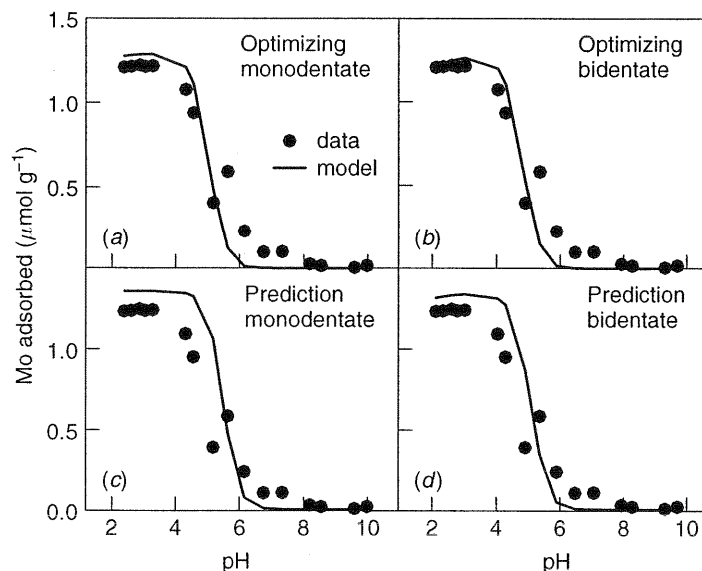 1.5
1.0
0.5
1.0
0.5
0.0
Mo adsorbed (μmol g⁻¹)
Optimizing
monodentate
data
model
(a)
Optimizing
bidentate
(b)
Prediction
monodentate
(c)
Prediction
bidentate
(d)
2 4 6 8 10
2 4 6 8 10
pH
pH